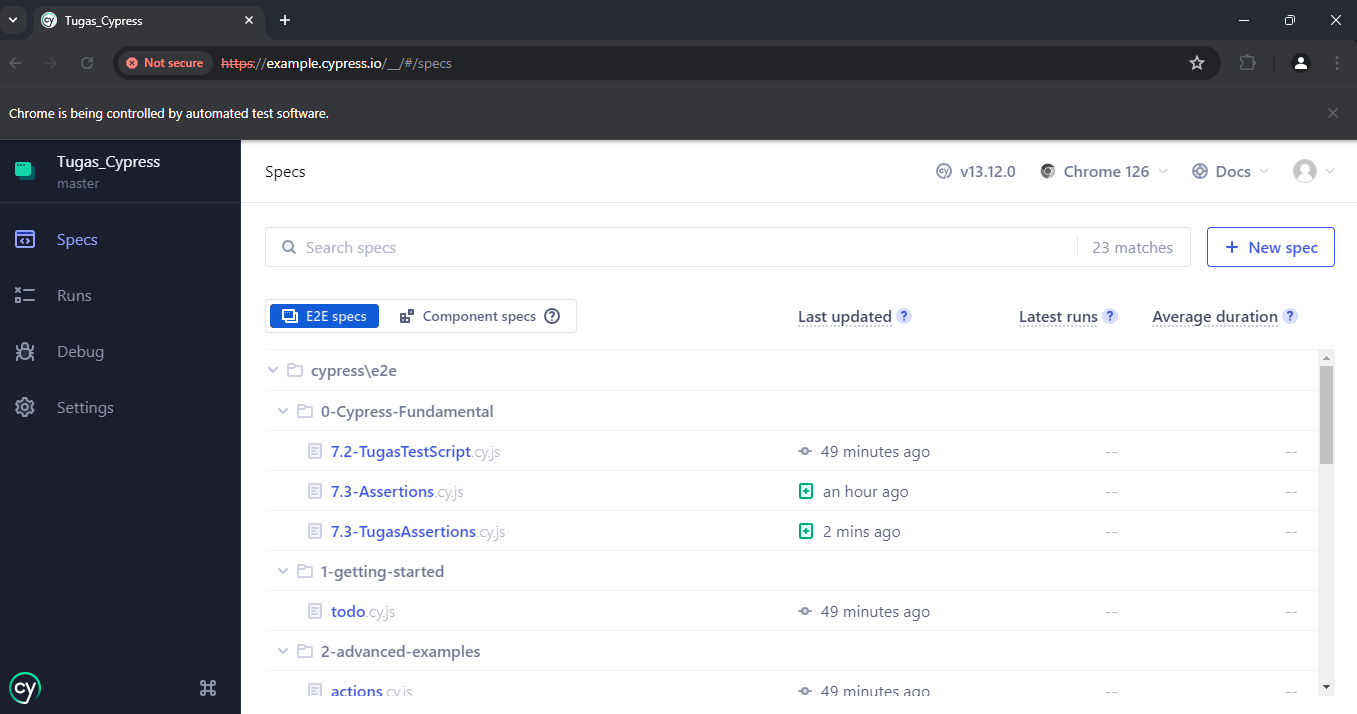 Tugas_Cypress
Not secure https://example.cypress.io/__/#/specs
Chrome is being controlled by automated test software.
Tugas_Cypress
master
Specs
Runs
Debug
Settings
cy
Specs
v13.12.0 Chrome 126 Docs
Search specs 23 matches
New spec
E2E specs Component specs ? Last updated ? Latest runs ? Average duration ?
cypress\e2e
0-Cypress-Fundamental
7.2-TugasTestScript.cy.js 49 minutes ago -- --
7.3-Assertions.cy.js an hour ago -- --
7.3-TugasAssertions.cy.js 2 mins ago -- --
1-getting-started
todo.cy.js 49 minutes ago -- --
2-advanced-examples
actions.cy.js 49 minutes ago -- --